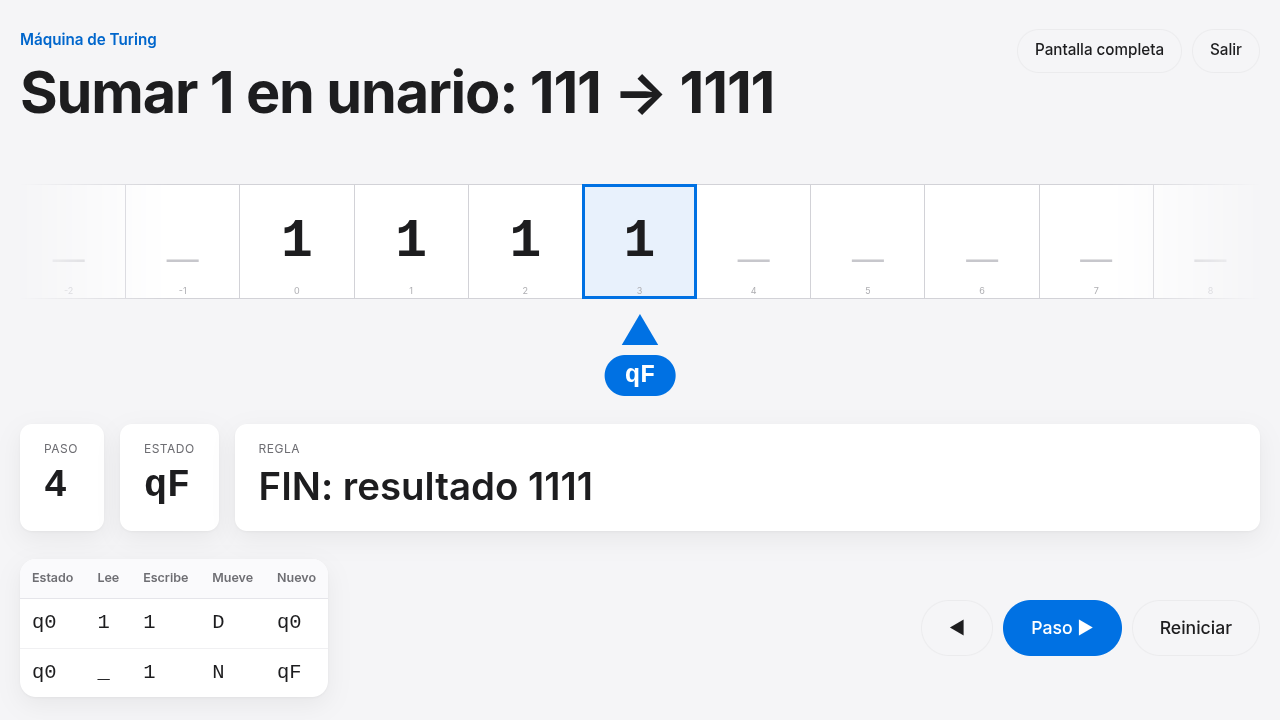 Máquina de Turing
Pantalla completa
Salir
Sumar 1 en unario: 111 → 1111
_ _ 1 1 1 1 _ _ _ _ _
-2 -1 0 1 2 3 4 5 6 7 8
qF
PASO
4
ESTADO
qF
REGLA
FIN: resultado 1111
Estado Lee Escribe Mueve Nuevo
q0 1 1 D q0
q0 _ 1 N qF
◀
Paso ▶
Reiniciar